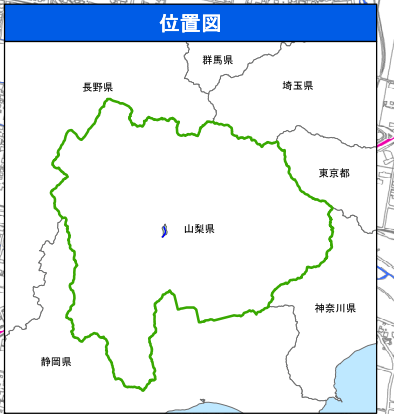 位置図
群馬県
長野県
埼玉県
東京都
山梨県
神奈川県
静岡県